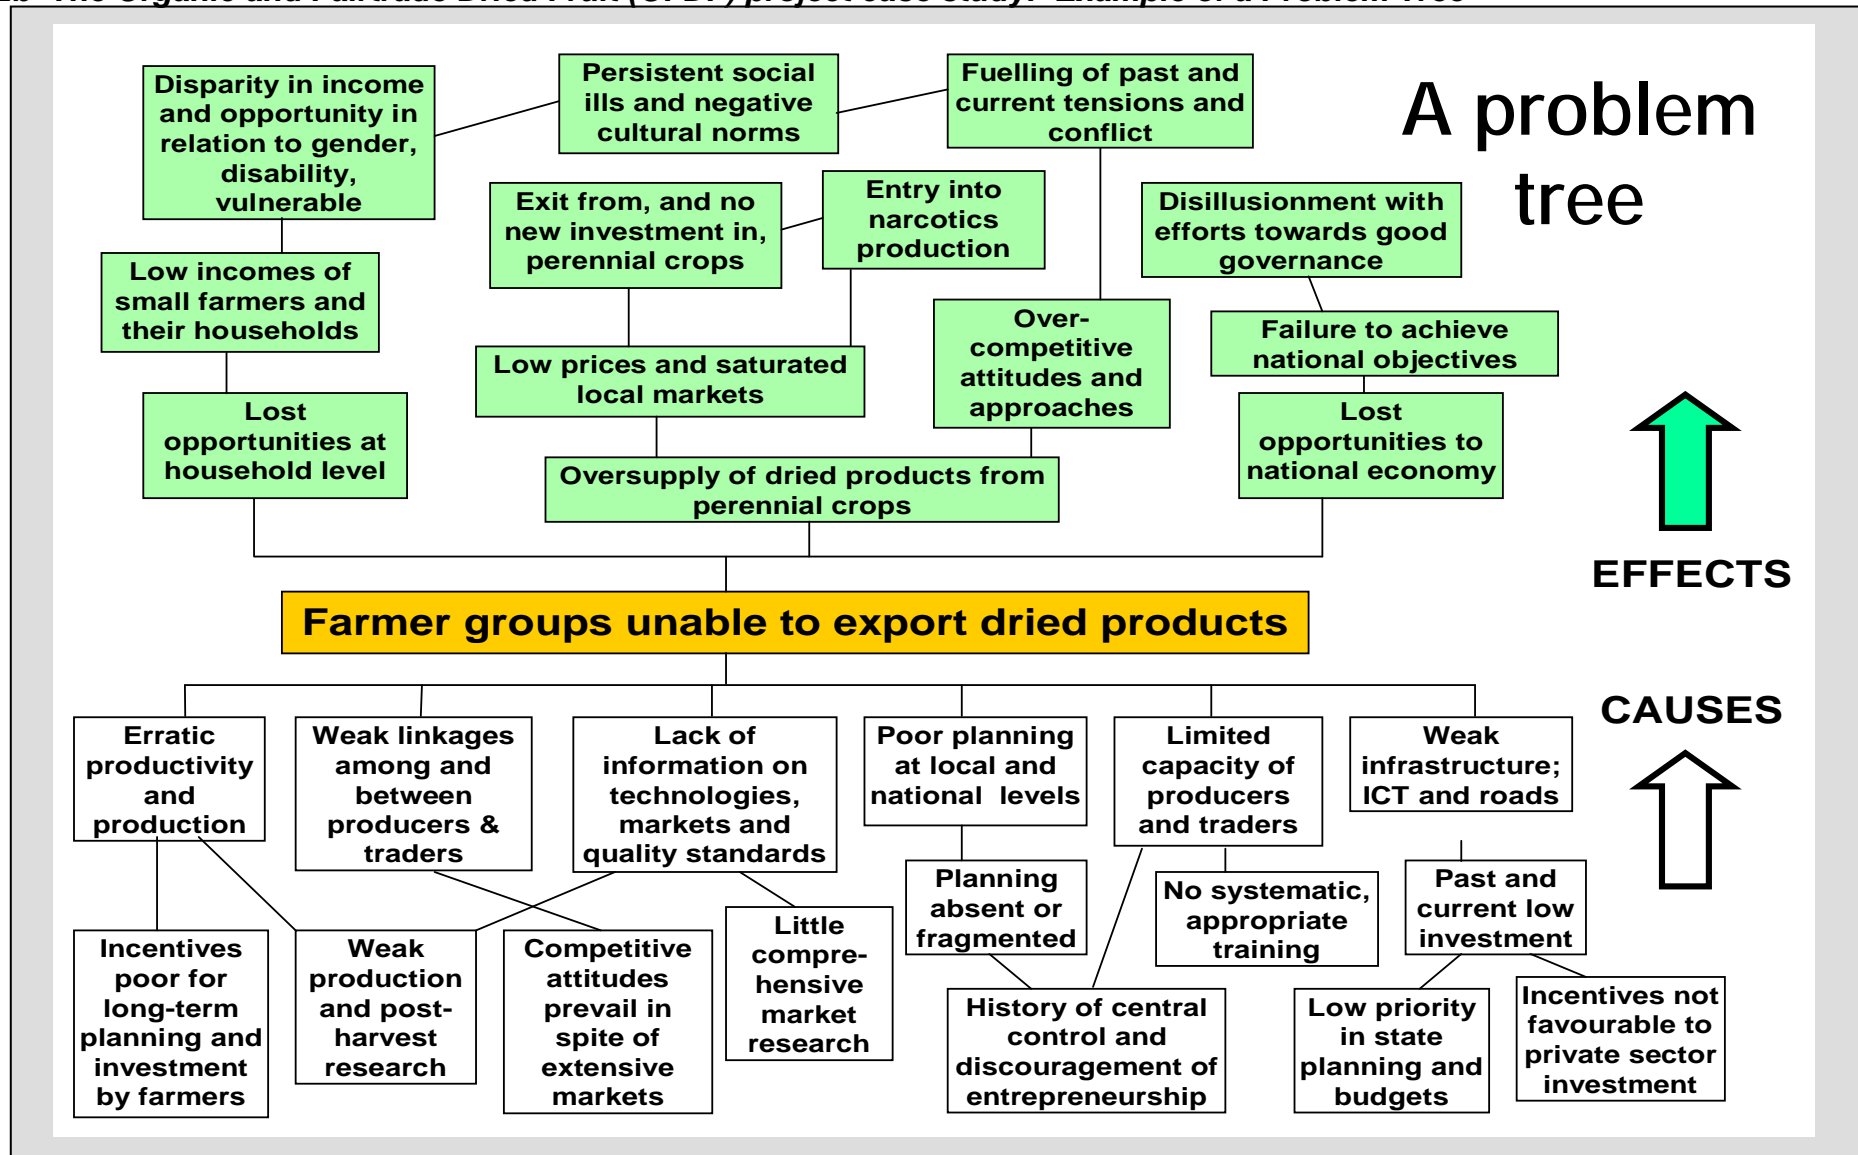 Disparity in income
and opportunity in
relation to gender,
disability,
vulnerable
Persistent social
ills and negative
cultural norms
Fuelling of past and
current tensions and
conflict
A problem
tree
Exit from, and no
new investment in,
perennial crops
Entry into
narcotics
production
Disillusionment with
efforts towards good
governance
Low incomes of
small farmers and
their households
Low prices and saturated
local markets
Over-
competitive
attitudes and
approaches
Failure to achieve
national objectives
Lost
opportunities at
household level
Oversupply of dried products from
perennial crops
Lost
opportunities to
national economy
EFFECTS
Farmer groups unable to export dried products
CAUSES
Erratic
productivity
and
production
Weak linkages
among and
between
producers &
traders
Lack of
information on
technologies,
markets and
quality standards
Poor planning
at local and
national levels
Limited
capacity of
producers
and traders
Weak
infrastructure;
ICT and roads
Planning
absent or
fragmented
No systematic,
appropriate
training
Past and
current low
investment
Incentives
poor for
long-term
planning and
investment
by farmers
Weak
production
and post-
harvest
research
Competitive
attitudes
prevail in
spite of
extensive
markets
Little
compre-
hensive
market
research
History of central
control and
discouragement of
entrepreneurship
Low priority
in state
planning and
budgets
Incentives not
favourable to
private sector
investment